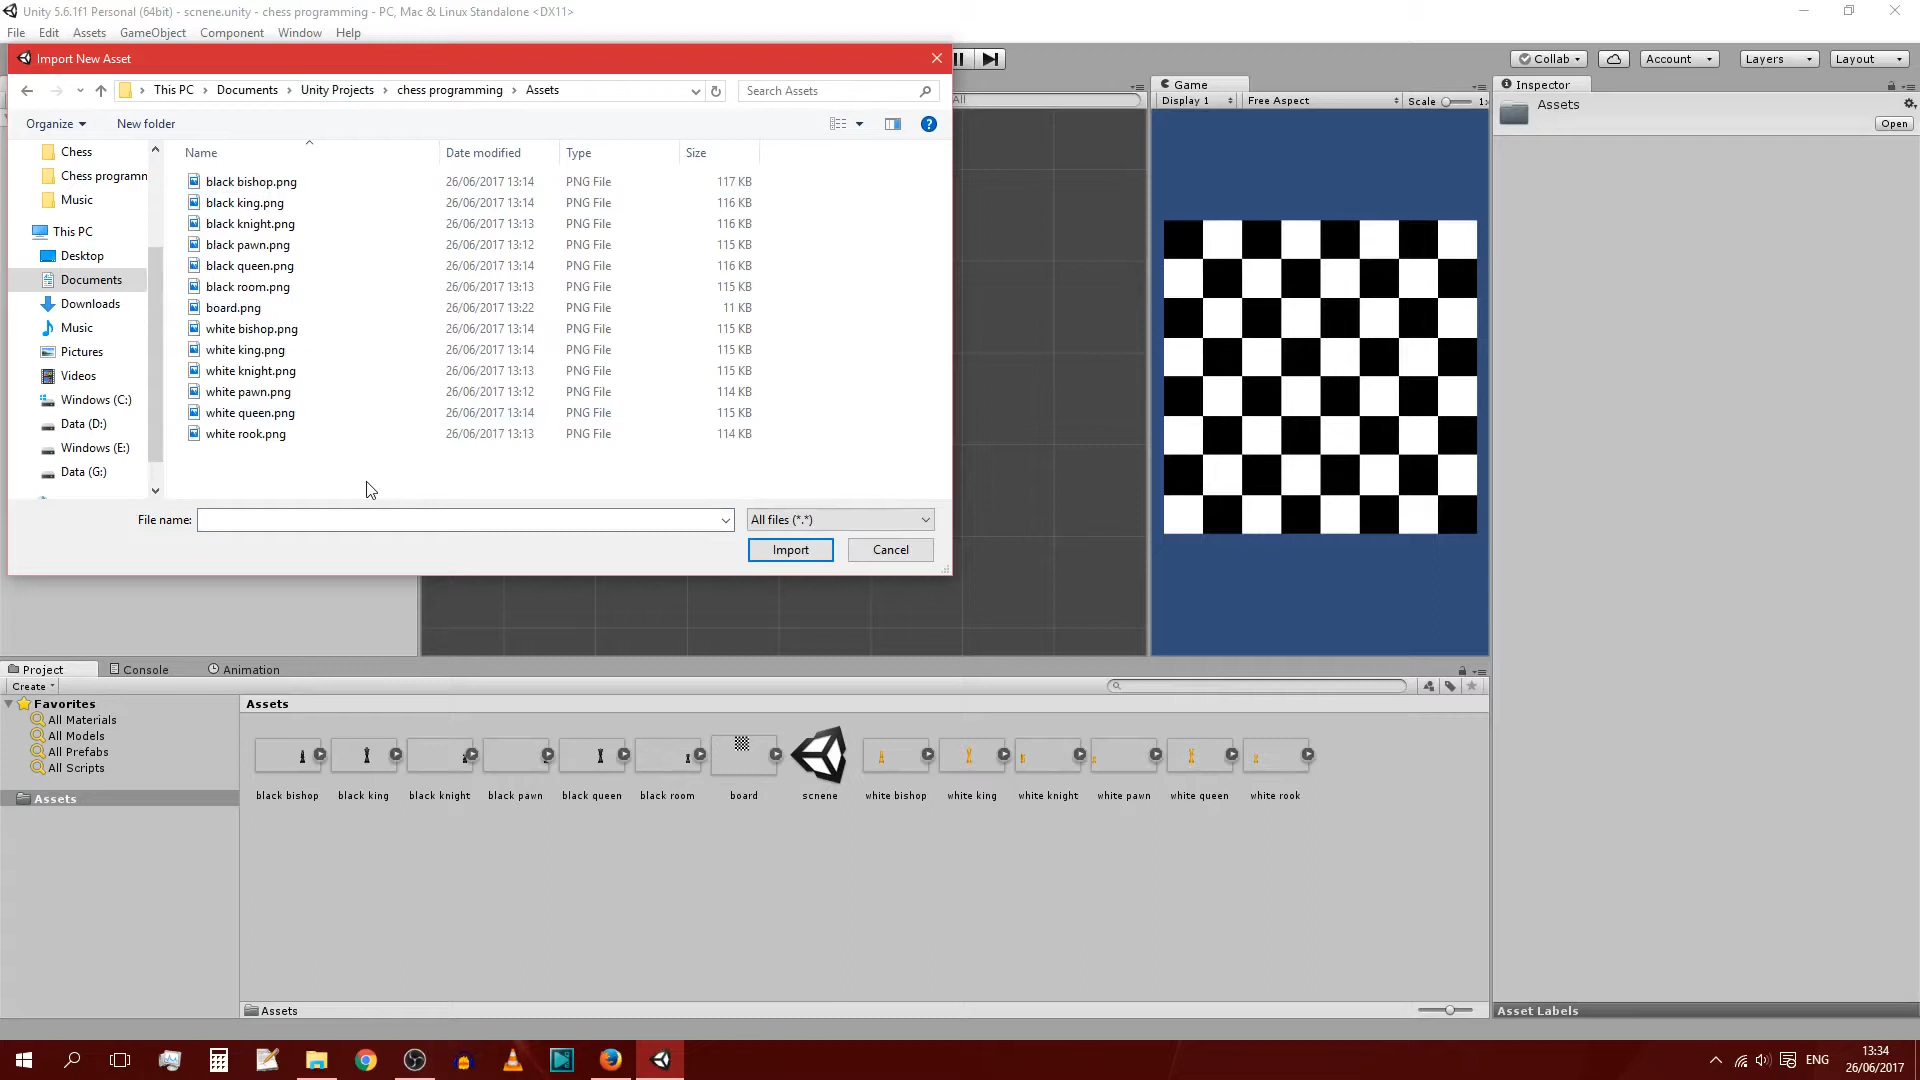 Unity 5.6.1f1 Personal (64bit) - scnene.unity - chess programming - PC, Mac & Linux Standalone <DX11>
File Edit Assets GameObject Component Window Help
Import New Asset
Collab Account Layers Layout
This PC Documents Unity Projects chess programming Assets
Search Assets
Game
Inspector
All
Display 1 Free Aspect Scale 1x
Assets
Open
Organize New folder
Name Date modified Type Size
Chess
Chess programm
Music
This PC
Desktop
Documents
Downloads
Music
Pictures
Videos
Windows (C:)
Data (D:)
Windows (E:)
Data (G:)
black bishop.png 26/06/2017 13:14 PNG File 117 KB
black king.png 26/06/2017 13:14 PNG File 116 KB
black knight.png 26/06/2017 13:13 PNG File 116 KB
black pawn.png 26/06/2017 13:12 PNG File 115 KB
black queen.png 26/06/2017 13:14 PNG File 116 KB
black room.png 26/06/2017 13:13 PNG File 115 KB
board.png 26/06/2017 13:22 PNG File 11 KB
white bishop.png 26/06/2017 13:14 PNG File 115 KB
white king.png 26/06/2017 13:14 PNG File 115 KB
white knight.png 26/06/2017 13:13 PNG File 115 KB
white pawn.png 26/06/2017 13:12 PNG File 114 KB
white queen.png 26/06/2017 13:14 PNG File 115 KB
white rook.png 26/06/2017 13:13 PNG File 114 KB
File name: All files (*.*)
Import Cancel
Project Console Animation
Create
Favorites
All Materials
All Models
All Prefabs
All Scripts
Assets
Assets
black bishop black king black knight black pawn black queen black room board scnene white bishop white king white knight white pawn white queen white rook
Assets
Asset Labels
ENG
13:34
26/06/2017